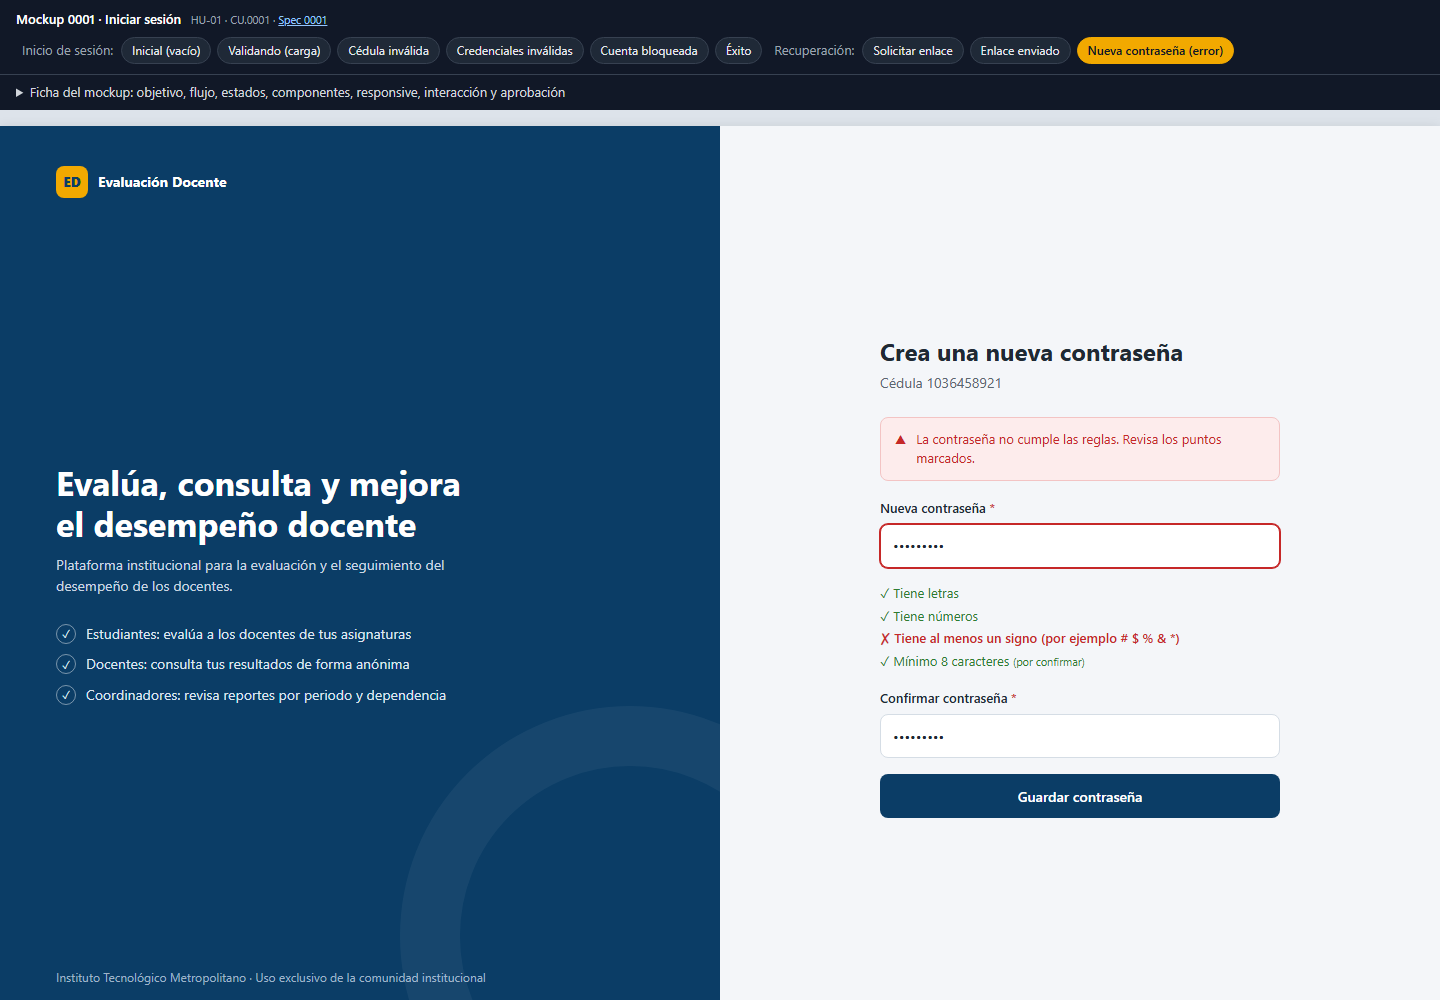 Mockup 0001 · Iniciar sesión HU-01 · CU.0001 · Spec 0001
Inicio de sesión: Inicial (vacío) Validando (carga) Cédula inválida Credenciales inválidas Cuenta bloqueada Éxito Recuperación: Solicitar enlace Enlace enviado Nueva contraseña (error)
▶ Ficha del mockup: objetivo, flujo, estados, componentes, responsive, interacción y aprobación
ED Evaluación Docente
Evalúa, consulta y mejora
el desempeño docente
Plataforma institucional para la evaluación y el seguimiento del
desempeño de los docentes.
✓ Estudiantes: evalúa a los docentes de tus asignaturas
✓ Docentes: consulta tus resultados de forma anónima
✓ Coordinadores: revisa reportes por periodo y dependencia
Instituto Tecnológico Metropolitano · Uso exclusivo de la comunidad institucional
Crea una nueva contraseña
Cédula 1036458921
▲ La contraseña no cumple las reglas. Revisa los puntos
marcados.
Nueva contraseña *
•••••••••
✓ Tiene letras
✓ Tiene números
✗ Tiene al menos un signo (por ejemplo # $ % & *)
✓ Mínimo 8 caracteres (por confirmar)
Confirmar contraseña *
•••••••••
Guardar contraseña